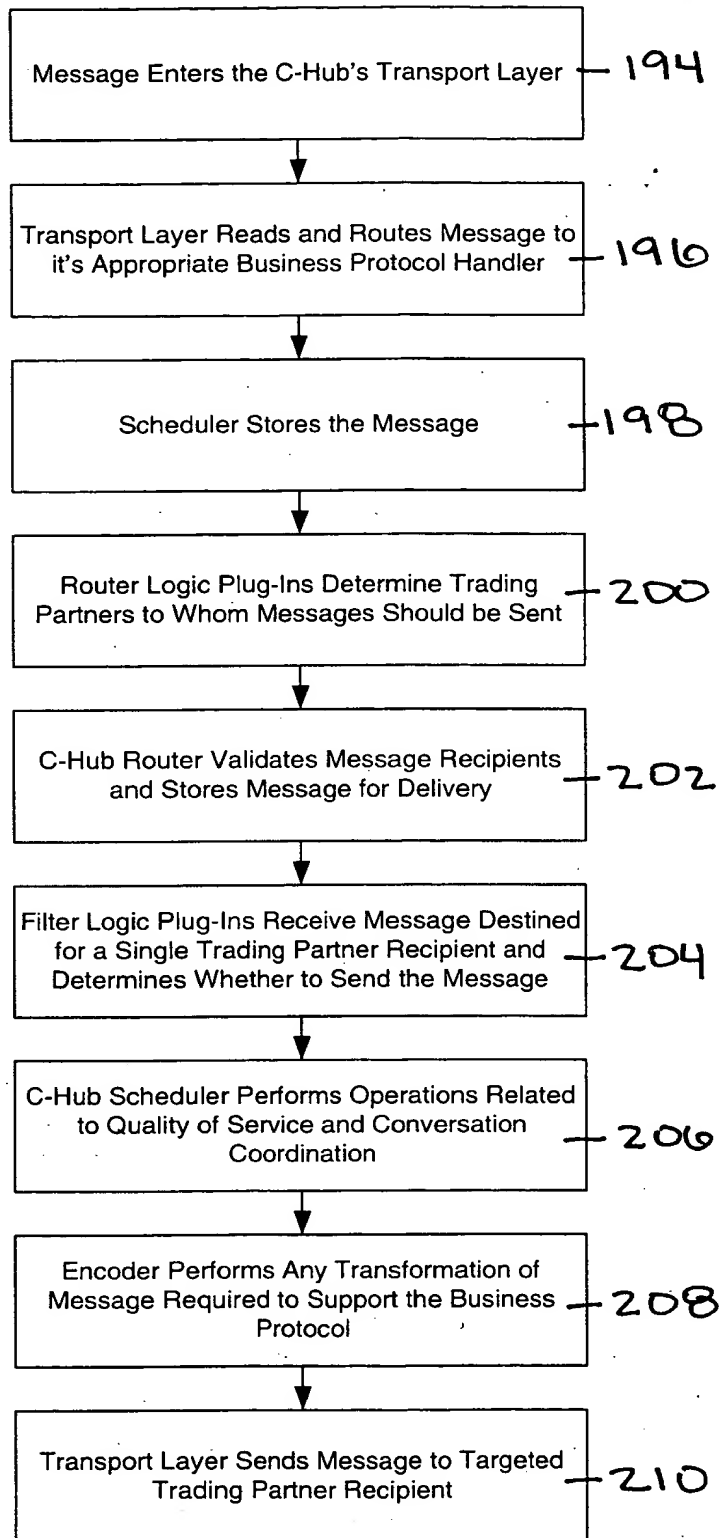 Message Enters the C-Hub's Transport Layer 194
Transport Layer Reads and Routes Message to
it's Appropriate Business Protocol Handler 196
Scheduler Stores the Message 198
Router Logic Plug-Ins Determine Trading
Partners to Whom Messages Should be Sent 200
C-Hub Router Validates Message Recipients
and Stores Message for Delivery 202
Filter Logic Plug-Ins Receive Message Destined
for a Single Trading Partner Recipient and
Determines Whether to Send the Message 204
C-Hub Scheduler Performs Operations Related
to Quality of Service and Conversation
Coordination 206
Encoder Performs Any Transformation of
Message Required to Support the Business
Protocol 208
Transport Layer Sends Message to Targeted
Trading Partner Recipient 210